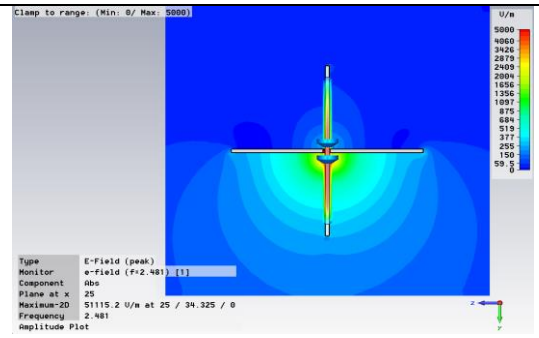 Clamp to range: (Min: 0/ Max: 5000)
V/m
5000
4060
3426
2879
2409
2004
1656
1356
1097
875
684
519
377
255
150
59.5
0
Type E-Field (peak)
Monitor e-field (f=2.481) [1]
Component Abs
Plane at x 25
Maximum-2D 51115.2 V/m at 25 / 34.325 / 0
Frequency 2.481
Amplitude Plot
z
y